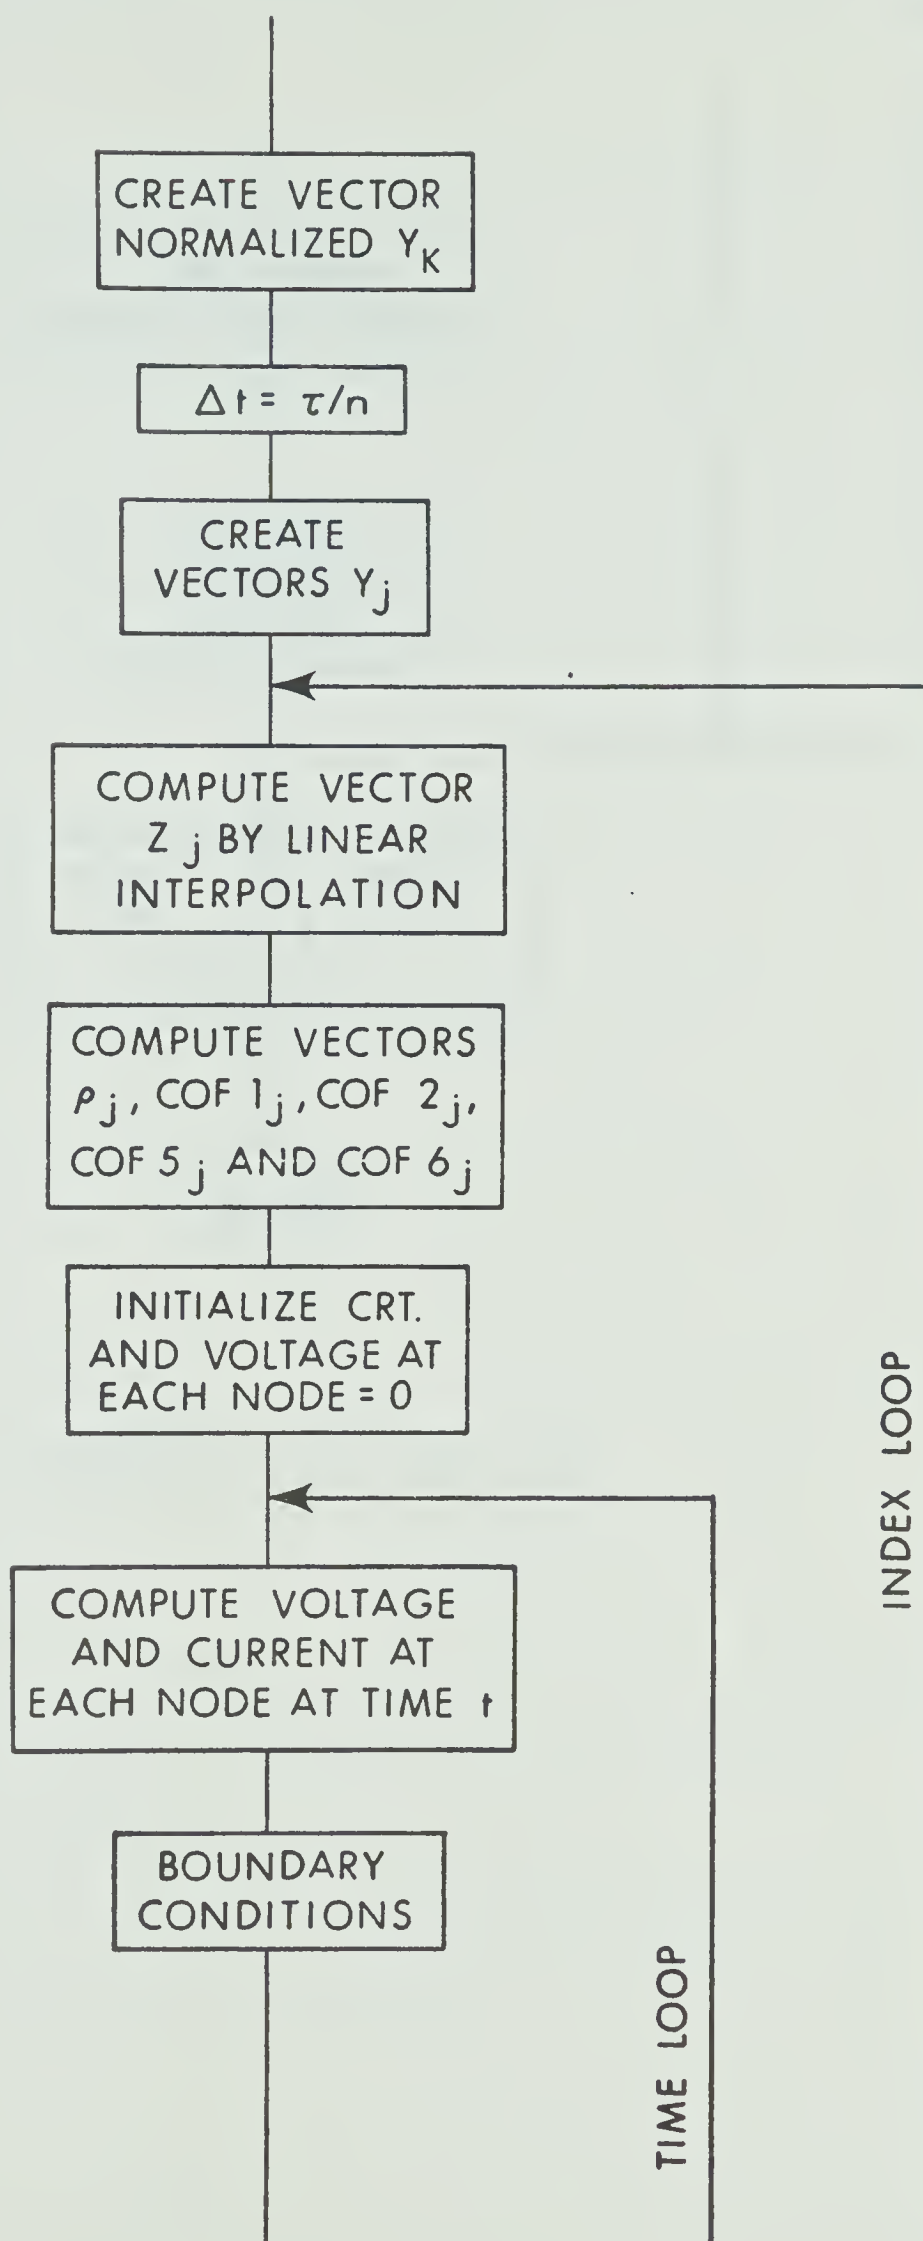 CREATE VECTOR
NORMALIZED Y_K
Δt = τ/n
CREATE
VECTORS Y_j
COMPUTE VECTOR
Z_j BY LINEAR
INTERPOLATION
COMPUTE VECTORS
ρ_j, COF 1_j, COF 2_j,
COF 5_j AND COF 6_j
INITIALIZE CRT.
AND VOLTAGE AT
EACH NODE = 0
COMPUTE VOLTAGE
AND CURRENT AT
EACH NODE AT TIME t
BOUNDARY
CONDITIONS
TIME LOOP
INDEX LOOP